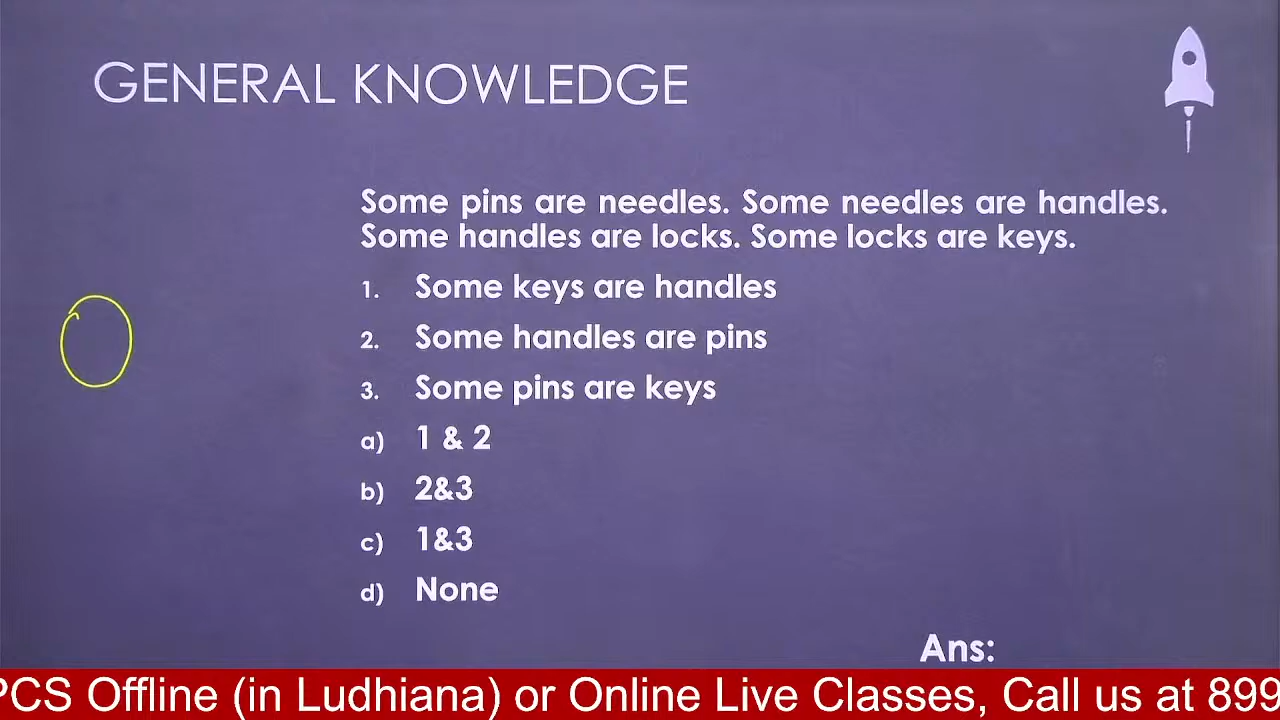 GENERAL KNOWLEDGE
Some pins are needles. Some needles are handles.
Some handles are locks. Some locks are keys.
1. Some keys are handles
2. Some handles are pins
3. Some pins are keys
a) 1 & 2
b) 2&3
c) 1&3
d) None
Ans:
PCS Offline (in Ludhiana) or Online Live Classes, Call us at 899